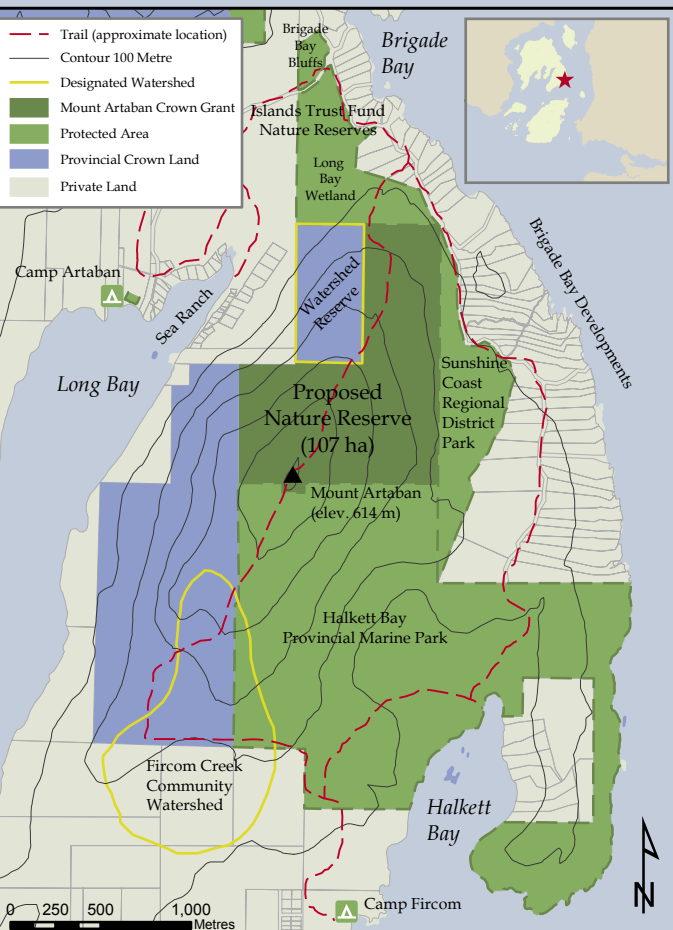 Trail (approximate location)
Contour 100 Metre
Designated Watershed
Mount Artaban Crown Grant
Protected Area
Provincial Crown Land
Private Land
Brigade
Bay
Bluffs
Brigade
Bay
Islands Trust Fund
Nature Reserves
Long
Bay
Wetland
Camp Artaban
Sea Ranch
Watershed
Reserve
Brigade Bay Developments
Long Bay
Sunshine
Coast
Regional
District
Park
Proposed
Nature Reserve
(107 ha)
Mount Artaban
(elev. 614 m)
Halkett Bay
Provincial Marine Park
Fircom Creek
Community
Watershed
Halkett
Bay
Camp Fircom
N
0 250 500 1,000
Metres